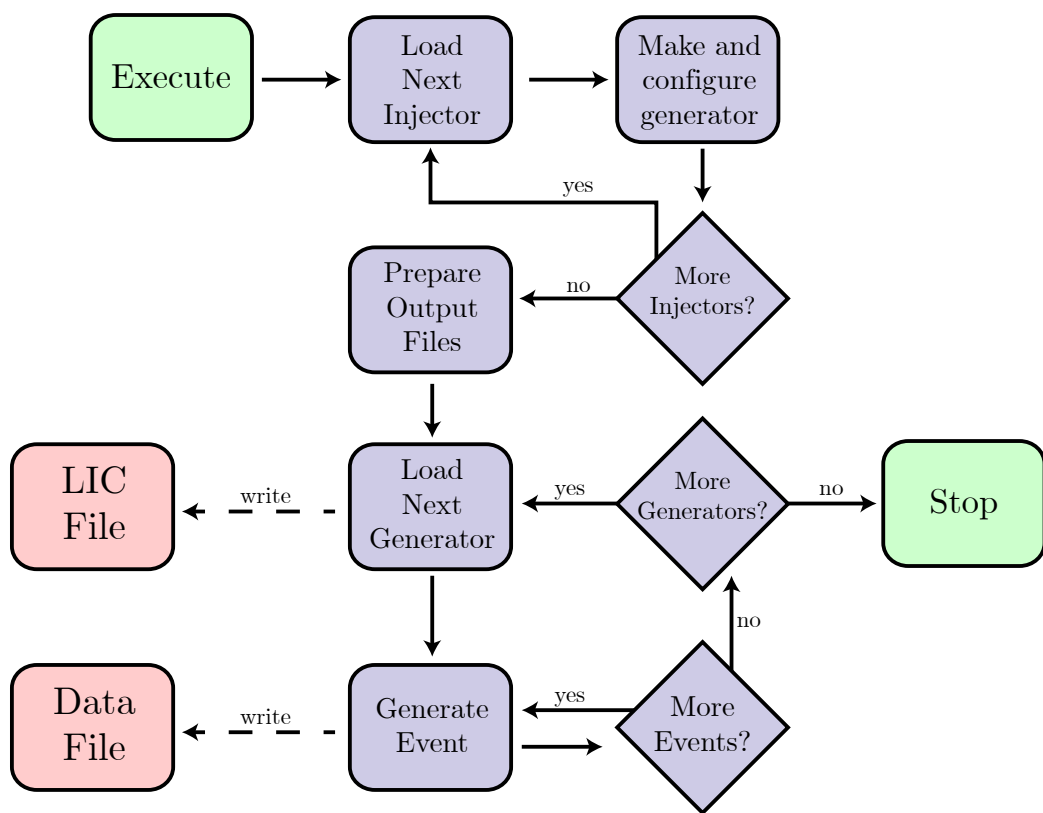 Execute
Load
Next
Injector
Make and
configure
generator
yes
Prepare
Output
Files
no
More
Injectors?
LIC
File
write
Load
Next
Generator
yes
More
Generators?
no
Stop
no
Data
File
write
Generate
Event
yes
More
Events?